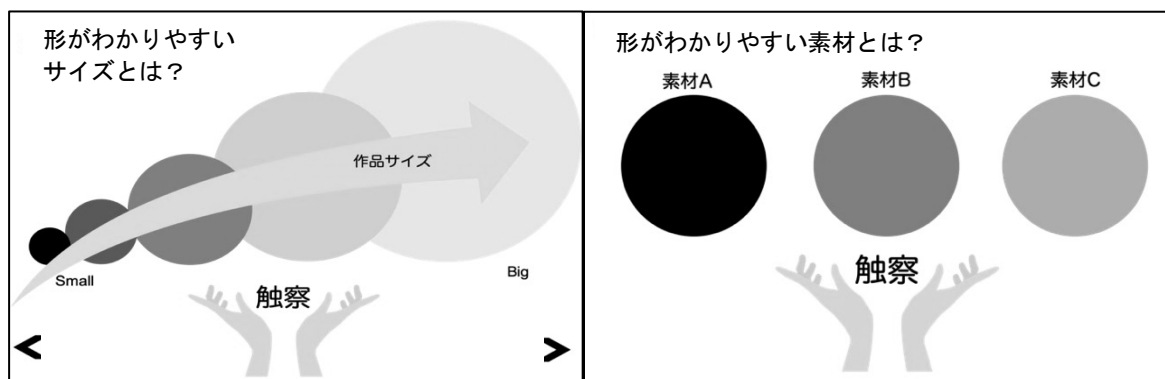 形がわかりやすい
サイズとは？
作品サイズ
Small
Big
触察
< >
形がわかりやすい素材とは？
素材A 素材B 素材C
触察